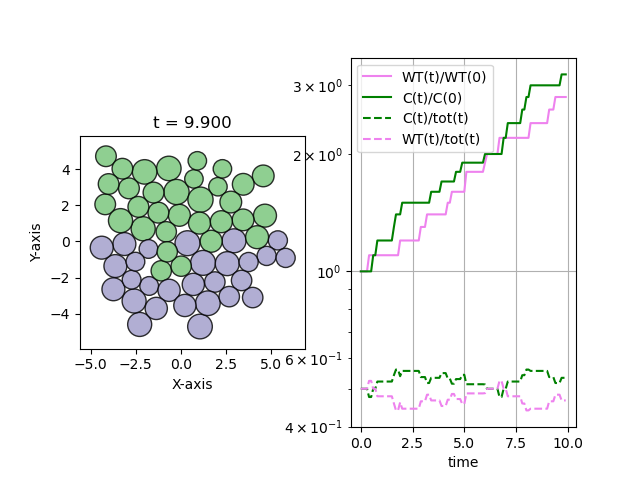 t = 9.900
Y-axis
4
2
0
−2
−4
−5.0 −2.5 0.0 2.5 5.0
X-axis
WT(t)/WT(0)
C(t)/C(0)
C(t)/tot(t)
WT(t)/tot(t)
3 × 10⁰
2 × 10⁰
10⁰
6 × 10⁻¹
4 × 10⁻¹
0.0 2.5 5.0 7.5 10.0
time